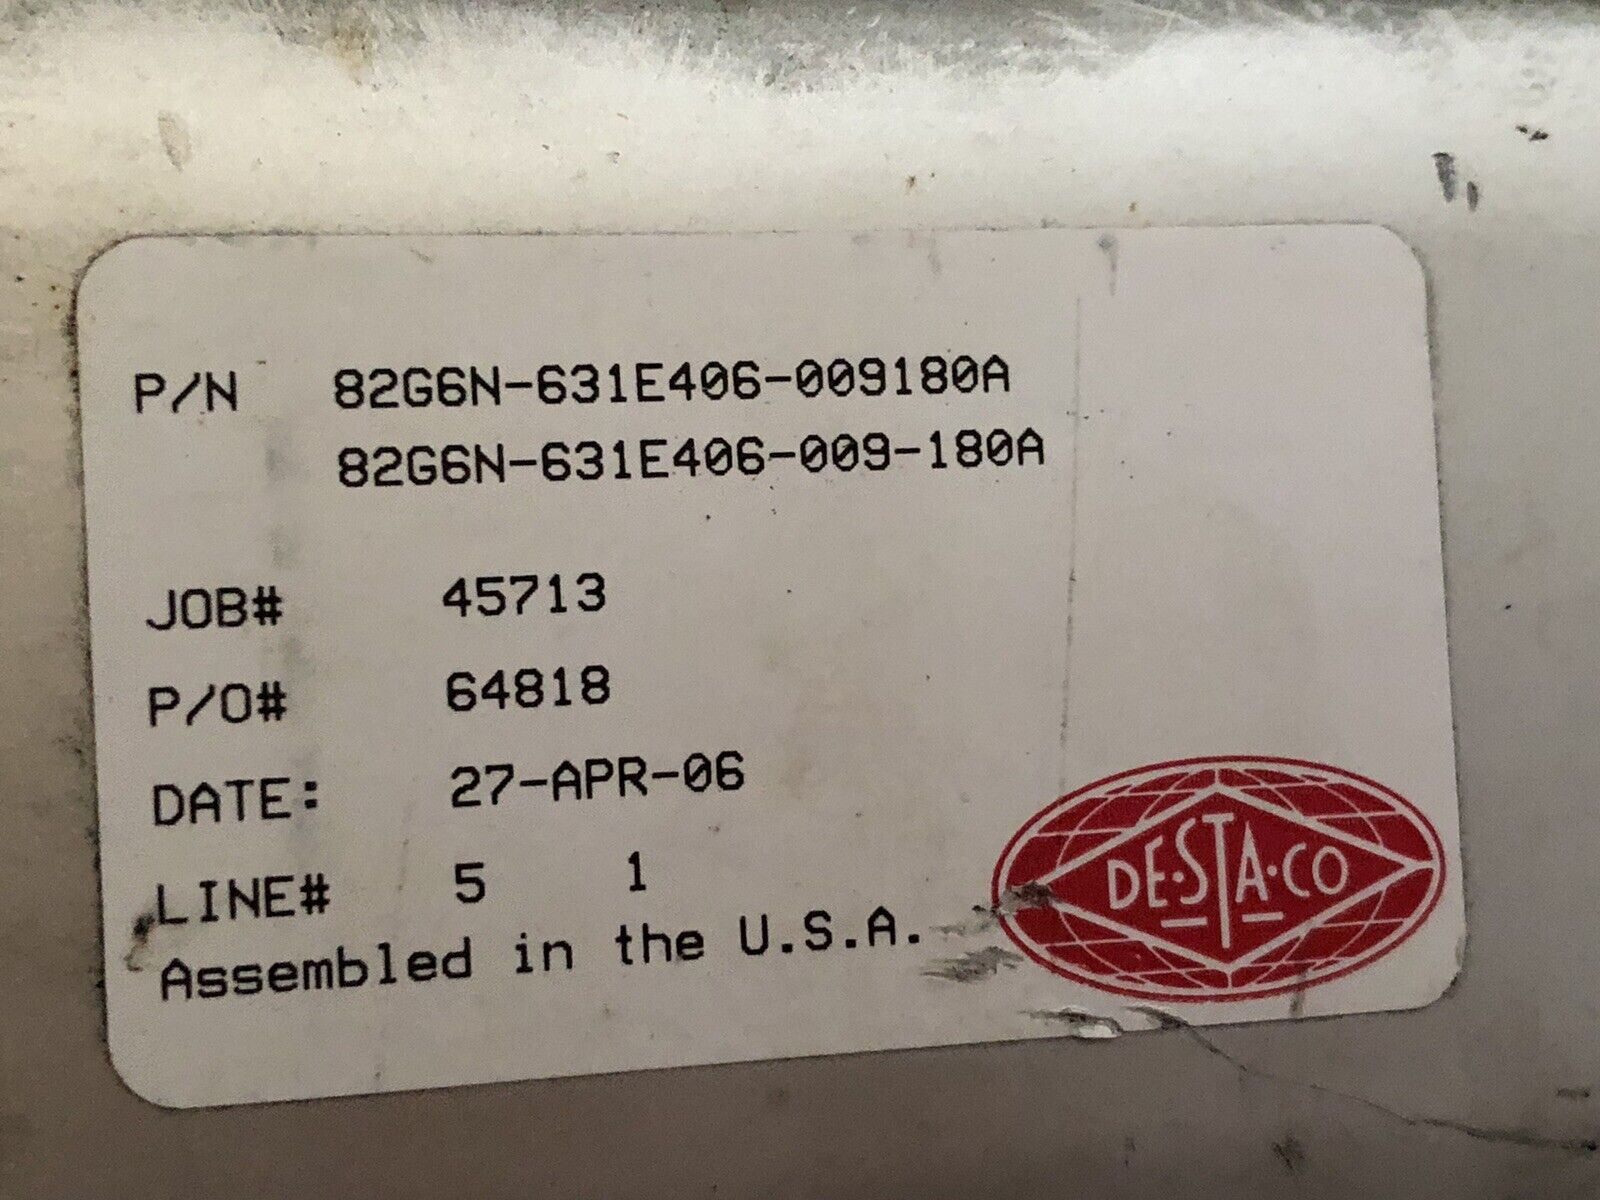 P/N 82G6N-631E406-009180A
82G6N-631E406-009-180A
JOB# 45713
P/O# 64818
DATE: 27-APR-06
LINE# 5 1
Assembled in the U.S.A.
DE·STA·CO